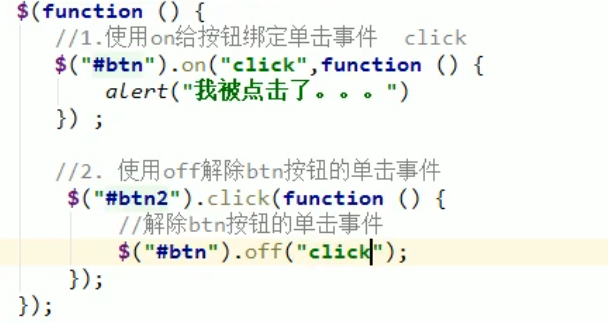 $(function () {
    //1.使用on给按钮绑定单击事件  click
    $("#btn").on("click",function () {
        alert("我被点击了。。。")
    }) ;
    //2. 使用off解除btn按钮的单击事件
     $("#btn2").click(function () {
         //解除btn按钮的单击事件
         $("#btn").off("click");
     });
});